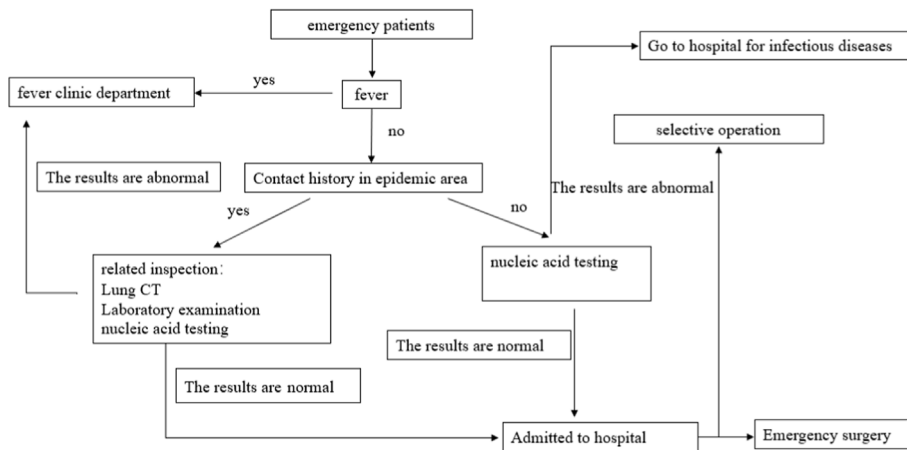 emergency patients
Go to hospital for infectious diseases
fever clinic department
yes
fever
no
selective operation
The results are abnormal
Contact history in epidemic area
The results are abnormal
yes
no
related inspection:
Lung CT
Laboratory examination
nucleic acid testing
nucleic acid testing
The results are normal
The results are normal
Admitted to hospital
Emergency surgery